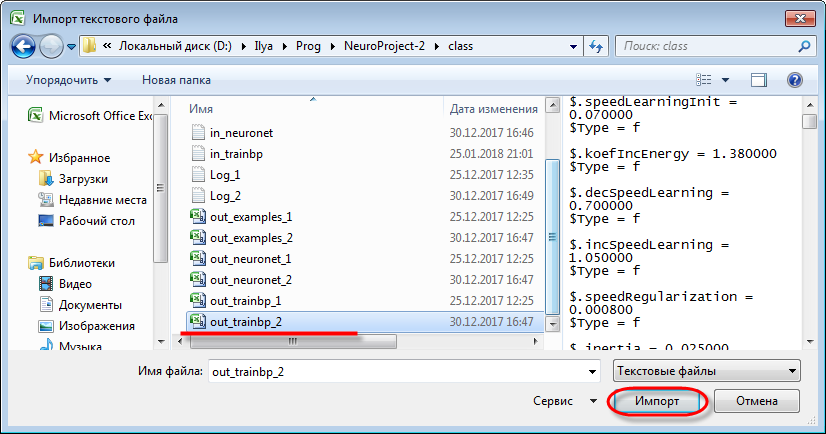 Импорт текстового файла
Локальный диск (D:) Ilya Prog NeuroProject-2 class
Поиск: class
Упорядочить Новая папка
Microsoft Office Exc
Избранное
Загрузки
Недавние места
Рабочий стол
Библиотеки
Видео
Документы
Изображения
Музыка
Имя Дата изменения
in_neuronet 30.12.2017 16:46
in_trainbp 25.01.2018 21:01
Log_1 25.12.2017 12:35
Log_2 30.12.2017 16:49
out_examples_1 25.12.2017 12:25
out_examples_2 30.12.2017 16:47
out_neuronet_1 25.12.2017 12:25
out_neuronet_2 30.12.2017 16:47
out_trainbp_1 25.12.2017 12:25
out_trainbp_2 30.12.2017 16:47
$.speedLearningInit =
0.070000
$Type = f
$.koefIncEnergy = 1.380000
$Type = f
$.decSpeedLearning =
0.700000
$Type = f
$.incSpeedLearning =
1.050000
$Type = f
$.speedRegularization =
0.000800
$Type = f
$.inertia = 0.025000
Имя файла: out_trainbp_2 Текстовые файлы
Сервис Импорт Отмена